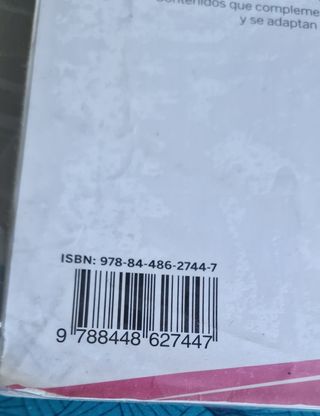 contenidos que compleme
y se adaptan
ISBN: 978-84-486-2744-7
9 788448 627447